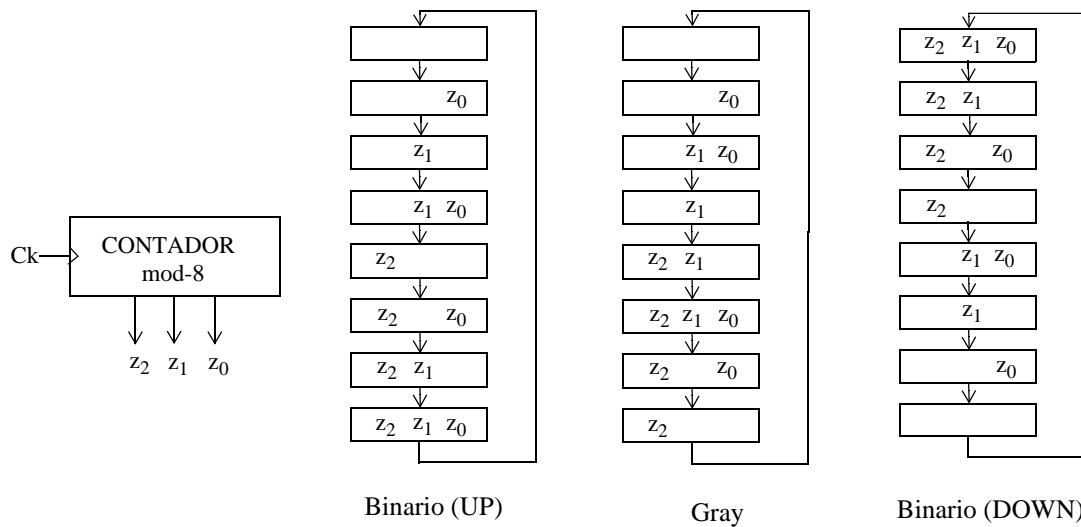 z₀
z₁
z₁ z₀
z₂
z₂ z₀
z₂ z₁
z₂ z₁ z₀
Binario (UP)
z₀
z₁ z₀
z₁
z₂ z₁
z₂ z₁ z₀
z₂ z₀
z₂
Gray
z₂ z₁ z₀
z₂ z₁
z₂ z₀
z₂
z₁ z₀
z₁
z₀
Binario (DOWN)
Ck
CONTADOR
mod-8
z₂ z₁ z₀